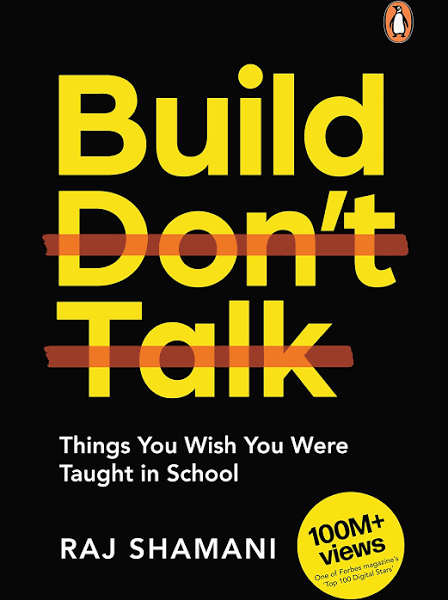 Build
Don't
Talk
Things You Wish You Were
Taught in School
RAJ SHAMANI
100M+
views
One of Forbes magazine's
'Top 100 Digital Stars'